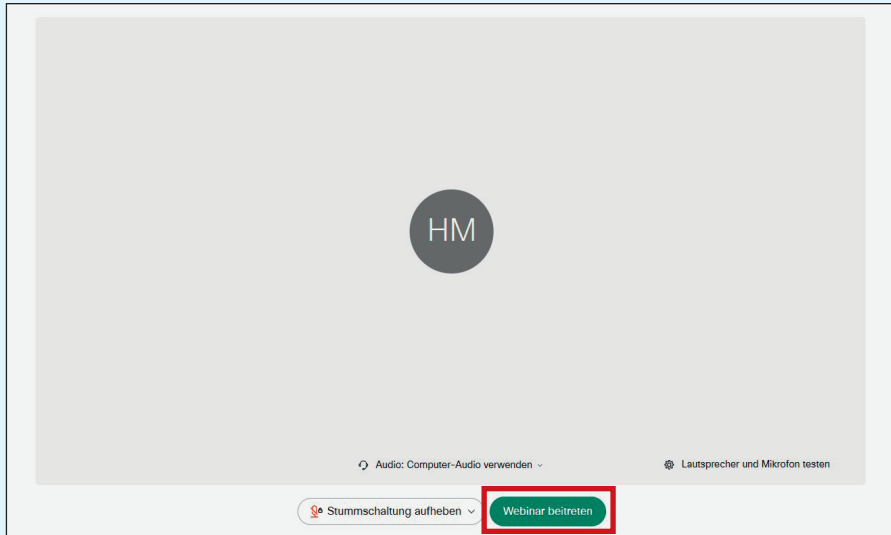 HM
Audio: Computer-Audio verwenden
Lautsprecher und Mikrofon testen
Stummschaltung aufheben
Webinar beitreten